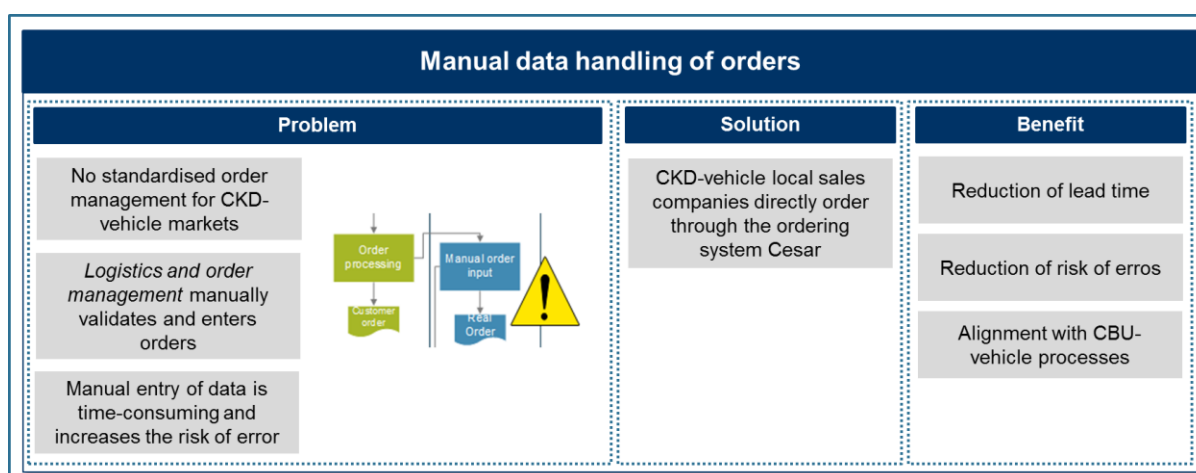 Manual data handling of orders
Problem
No standardised order
management for CKD-
vehicle markets
Logistics and order
management manually
validates and enters
orders
Manual entry of data is
time-consuming and
increases the risk of error
Order
processing
Customer
order
Manual order
input
Real
Order
!
Solution
CKD-vehicle local sales
companies directly order
through the ordering
system Cesar
Benefit
Reduction of lead time
Reduction of risk of erros
Alignment with CBU-
vehicle processes